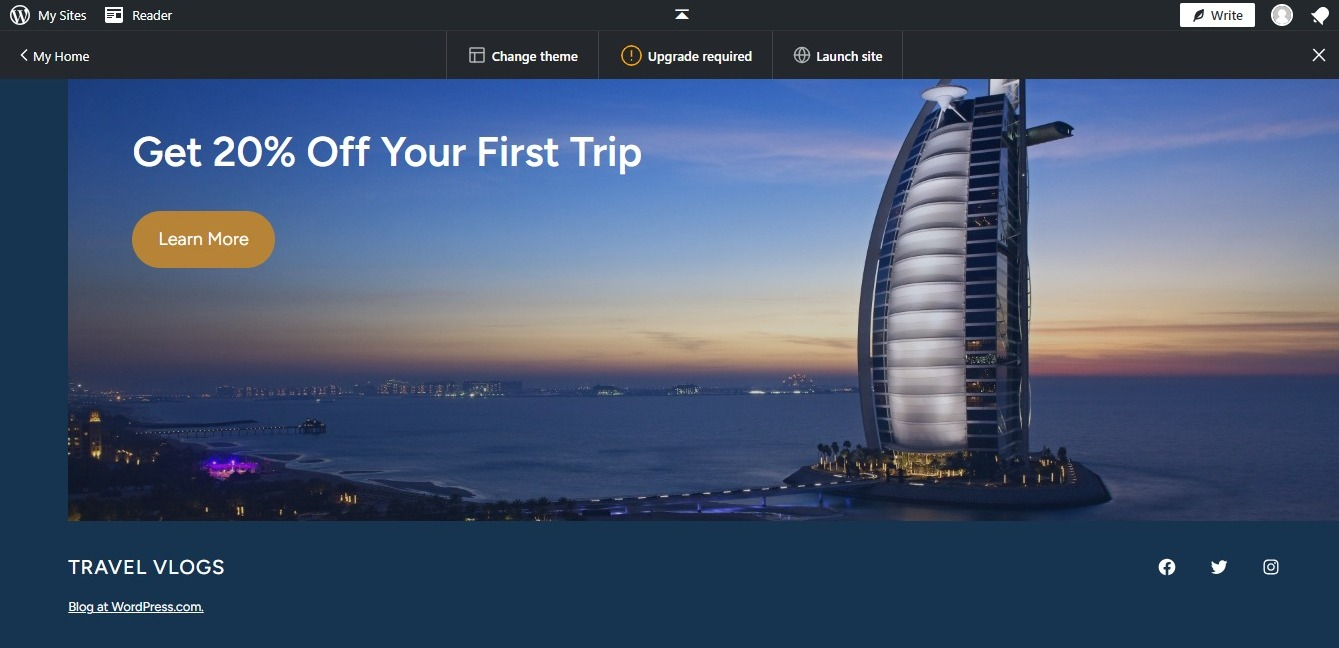 My Sites Reader Write
My Home Change theme Upgrade required Launch site
Get 20% Off Your First Trip
Learn More
TRAVEL VLOGS
Blog at WordPress.com.